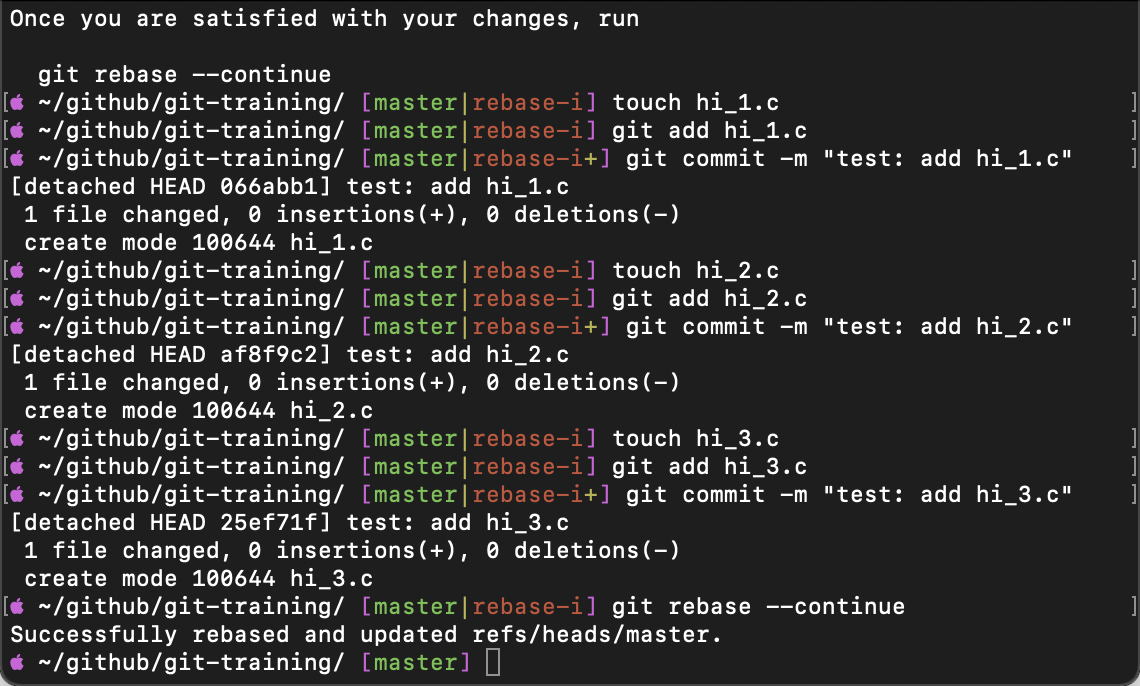 Once you are satisfied with your changes, run
git rebase --continue
[ ~/github/git-training/ [master|rebase-i] touch hi_1.c ]
[ ~/github/git-training/ [master|rebase-i] git add hi_1.c ]
[ ~/github/git-training/ [master|rebase-i+] git commit -m "test: add hi_1.c" ]
[detached HEAD 066abb1] test: add hi_1.c
1 file changed, 0 insertions(+), 0 deletions(-)
create mode 100644 hi_1.c
[ ~/github/git-training/ [master|rebase-i] touch hi_2.c ]
[ ~/github/git-training/ [master|rebase-i] git add hi_2.c ]
[ ~/github/git-training/ [master|rebase-i+] git commit -m "test: add hi_2.c" ]
[detached HEAD af8f9c2] test: add hi_2.c
1 file changed, 0 insertions(+), 0 deletions(-)
create mode 100644 hi_2.c
[ ~/github/git-training/ [master|rebase-i] touch hi_3.c ]
[ ~/github/git-training/ [master|rebase-i] git add hi_3.c ]
[ ~/github/git-training/ [master|rebase-i+] git commit -m "test: add hi_3.c" ]
[detached HEAD 25ef71f] test: add hi_3.c
1 file changed, 0 insertions(+), 0 deletions(-)
create mode 100644 hi_3.c
[ ~/github/git-training/ [master|rebase-i] git rebase --continue ]
Successfully rebased and updated refs/heads/master.
~/github/git-training/ [master]